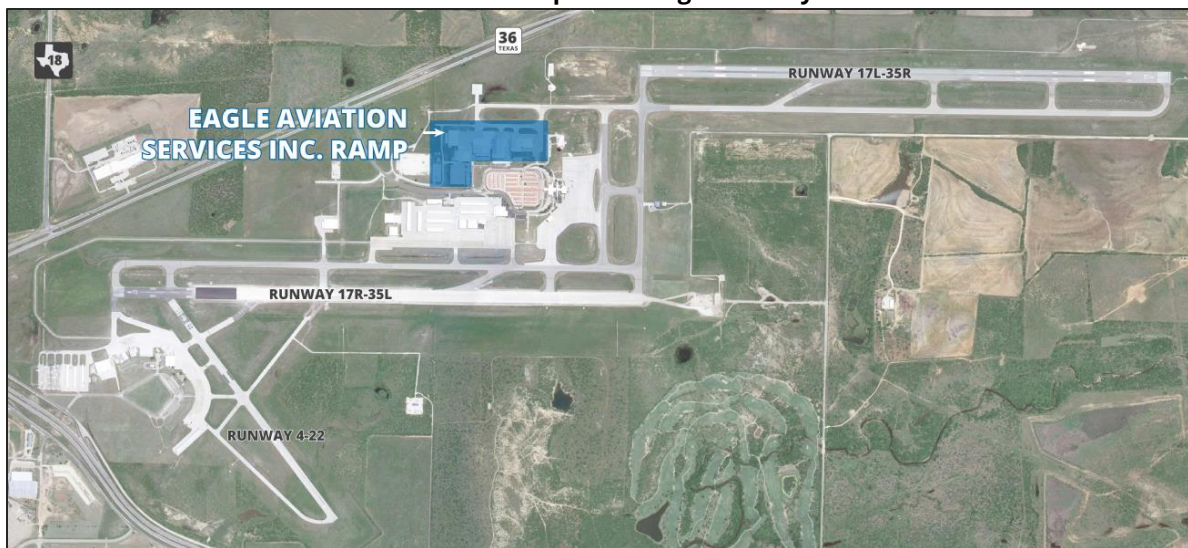 18
36
TEXAS
RUNWAY 17L-35R
EAGLE AVIATION
SERVICES INC. RAMP
RUNWAY 17R-35L
RUNWAY 4-22